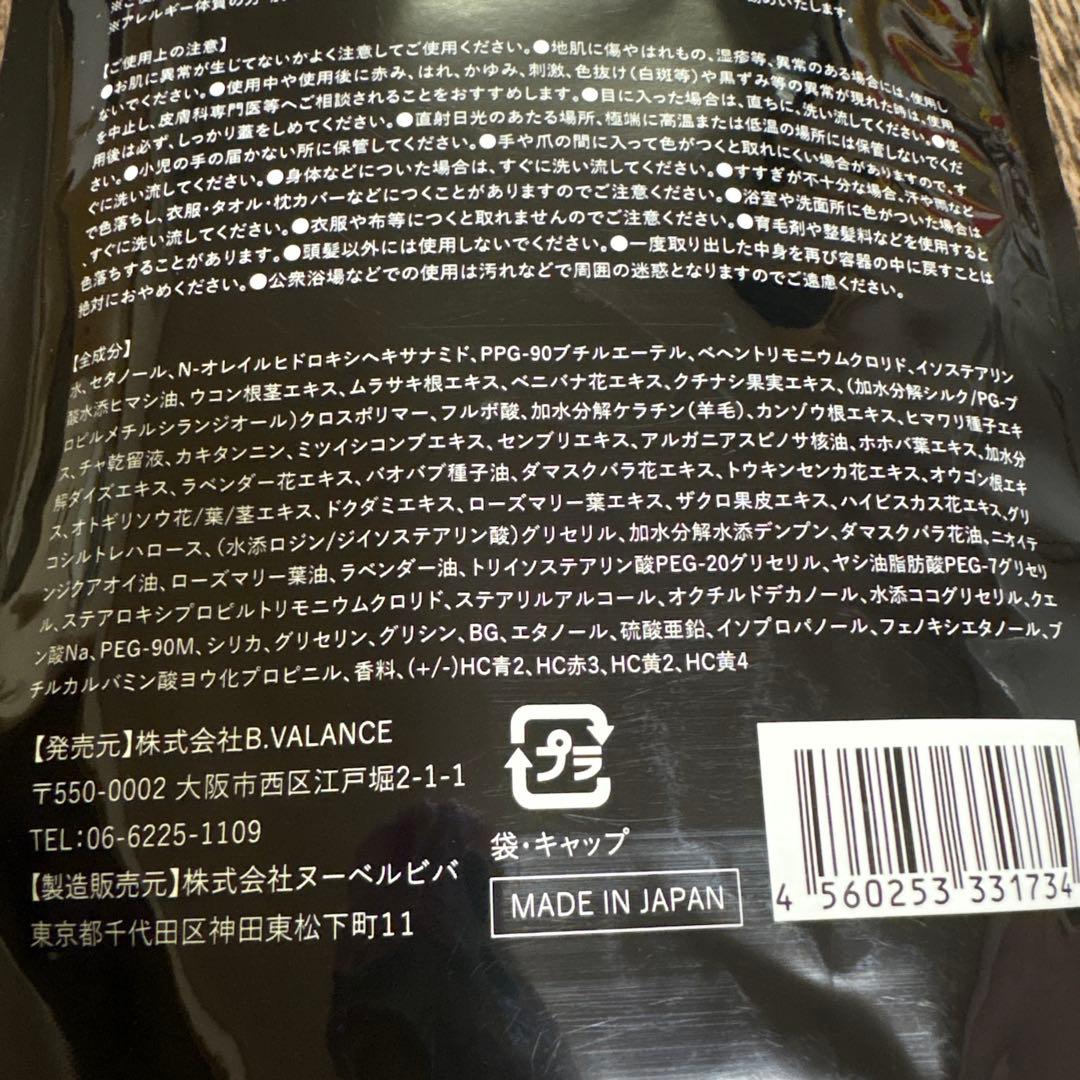 ※アレルギー体質の方
【ご使用上の注意】
●お肌に異常が生じてないかよく注意してご使用ください。●地肌に傷やはれもの、湿疹等、異常のある場合には、使用し
ないでください。●使用中や使用後に赤み、はれ、かゆみ、刺激、色抜け(白斑等)や黒ずみ等の異常が現れた時は、使用
を中止し、皮膚科専門医等へご相談されることをおすすめします。●目に入った場合は、直ちに、洗い流してください。●使
用後は必ず、しっかり蓋をしめてください。●直射日光のあたる場所、極端に高温または低温の場所には保管しないでくだ
さい。●小児の手の届かない所に保管してください。●手や爪の間に入って色がつくと取れにくい場合がありますので、す
ぐに洗い流してください。●身体などについた場合は、すぐに洗い流してください。●すすぎが不十分な場合、汗や雨など
で色落ちし、衣服・タオル・枕カバーなどにつくことがありますのでご注意ください。●浴室や洗面所に色がついた場合は
すぐに洗い流してください。●衣服や布等につくと取れませんのでご注意ください。●育毛剤や整髪料などを使用すると
色落ちすることがあります。●頭髪以外には使用しないでください。●一度取り出した中身を再び容器の中に戻すことは
絶対におやめください。●公衆浴場などでの使用は汚れなどで周囲の迷惑となりますのでご遠慮ください。
【全成分】
水、セタノール、N-オレイルヒドロキシヘキサナミド、PPG-90ブチルエーテル、ベヘントリモニウムクロリド、イソステアリン
酸水添ヒマシ油、ウコン根茎エキス、ムラサキ根エキス、ベニバナ花エキス、クチナシ果実エキス、(加水分解シルク/PG-プ
ロピルメチルシランジオール)クロスポリマー、フルボ酸、加水分解ケラチン(羊毛)、カンゾウ根エキス、ヒマワリ種子エキ
ス、チャ乾留液、カキタンニン、ミツイシコンブエキス、センブリエキス、アルガニアスピノサ核油、ホホバ葉エキス、加水分
解ダイズエキス、ラベンダー花エキス、バオバブ種子油、ダマスクバラ花エキス、トウキンセンカ花エキス、オウゴン根エキ
ス、オトギリソウ花/葉/茎エキス、ドクダミエキス、ローズマリー葉エキス、ザクロ果皮エキス、ハイビスカス花エキス、グリ
コシルトレハロース、(水添ロジン/ジイソステアリン酸)グリセリル、加水分解水添デンプン、ダマスクバラ花油、ニオイテ
ンジクアオイ油、ローズマリー葉油、ラベンダー油、トリイソステアリン酸PEG-20グリセリル、ヤシ油脂肪酸PEG-7グリセリ
ル、ステアロキシプロピルトリモニウムクロリド、ステアリルアルコール、オクチルドデカノール、水添ココグリセリル、クエ
ン酸Na、PEG-90M、シリカ、グリセリン、グリシン、BG、エタノール、硫酸亜鉛、イソプロパノール、フェノキシエタノール、ブ
チルカルバミン酸ヨウ化プロピニル、香料、(+/-)HC青2、HC赤3、HC黄2、HC黄4
【発売元】株式会社B.VALANCE
〒550-0002 大阪市西区江戸堀2-1-1
TEL:06-6225-1109
【製造販売元】株式会社ヌーベルビバ
東京都千代田区神田東松下町11
プラ
袋・キャップ
MADE IN JAPAN
4 560253 331734